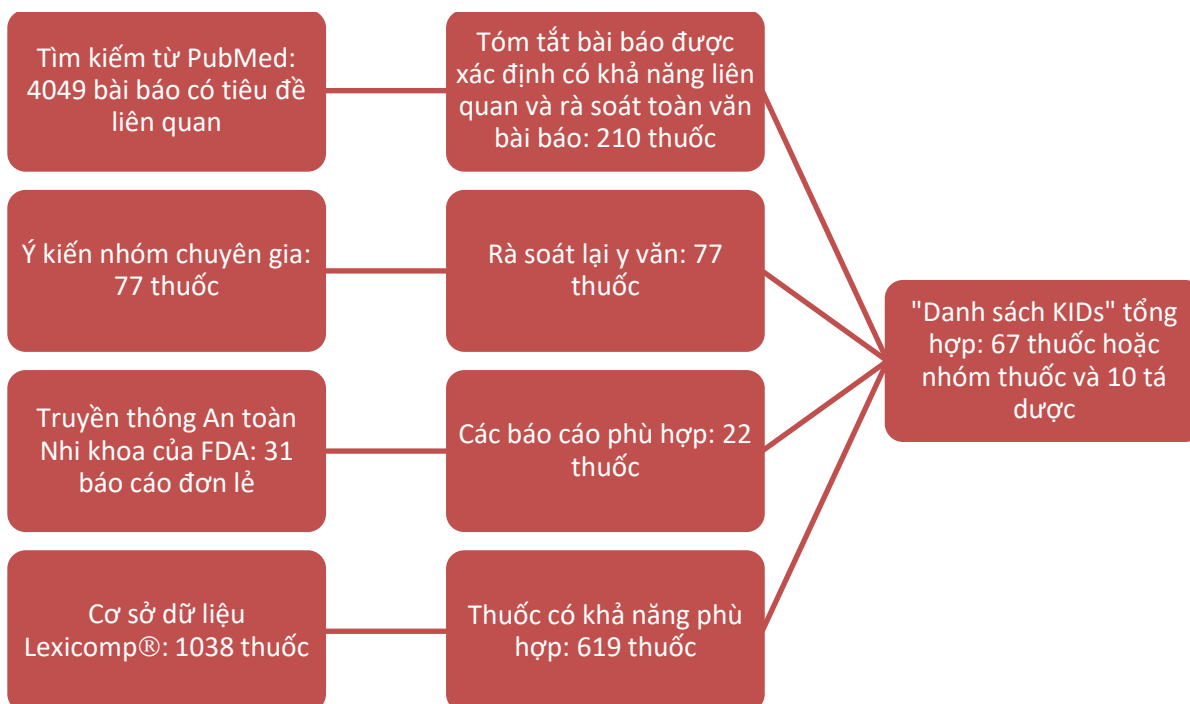 Tìm kiếm từ PubMed:
4049 bài báo có tiêu đề
liên quan
Tóm tắt bài báo được
xác định có khả năng liên
quan và rà soát toàn văn
bài báo: 210 thuốc
Ý kiến nhóm chuyên gia:
77 thuốc
Rà soát lại y văn: 77
thuốc
"Danh sách KIDs" tổng
hợp: 67 thuốc hoặc
nhóm thuốc và 10 tá
dược
Truyền thông An toàn
Nhi khoa của FDA: 31
báo cáo đơn lẻ
Các báo cáo phù hợp: 22
thuốc
Cơ sở dữ liệu
Lexicomp®: 1038 thuốc
Thuốc có khả năng phù
hợp: 619 thuốc